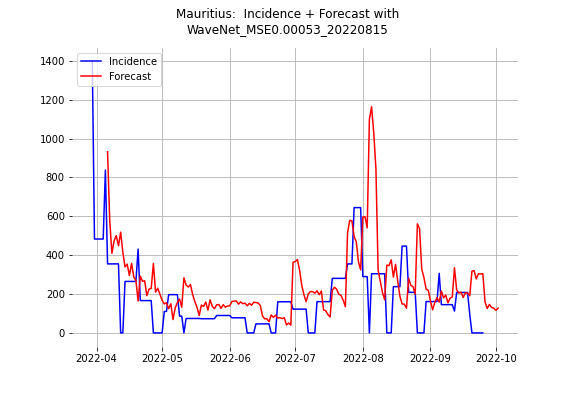 Mauritius:  Incidence + Forecast with
WaveNet_MSE0.00053_20220815
Incidence
Forecast
1400
1200
1000
800
600
400
200
0
2022-04 2022-05 2022-06 2022-07 2022-08 2022-09 2022-10